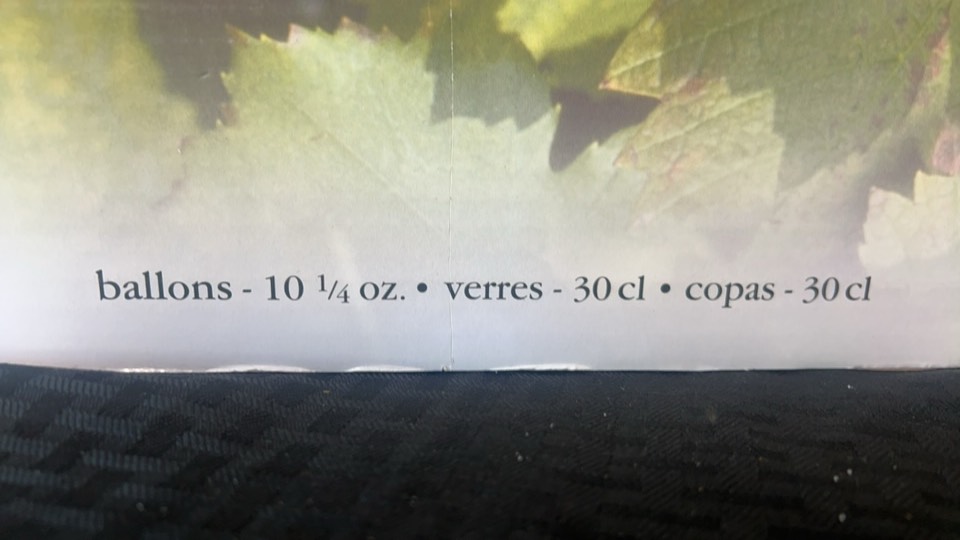 ballons - 10 1/4 oz. • verres - 30 cl • copas - 30 cl